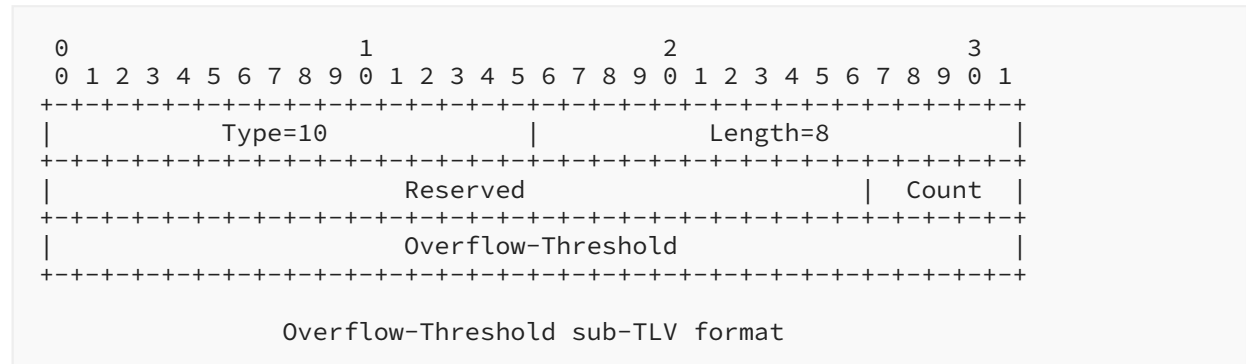 0                   1                   2                   3
 0 1 2 3 4 5 6 7 8 9 0 1 2 3 4 5 6 7 8 9 0 1 2 3 4 5 6 7 8 9 0 1
+-+-+-+-+-+-+-+-+-+-+-+-+-+-+-+-+-+-+-+-+-+-+-+-+-+-+-+-+-+-+-+-+
|           Type=10             |           Length=8            |
+-+-+-+-+-+-+-+-+-+-+-+-+-+-+-+-+-+-+-+-+-+-+-+-+-+-+-+-+-+-+-+-+
|                       Reserved                      |  Count  |
+-+-+-+-+-+-+-+-+-+-+-+-+-+-+-+-+-+-+-+-+-+-+-+-+-+-+-+-+-+-+-+-+
|                       Overflow-Threshold                      |
+-+-+-+-+-+-+-+-+-+-+-+-+-+-+-+-+-+-+-+-+-+-+-+-+-+-+-+-+-+-+-+-+
                Overflow-Threshold sub-TLV format